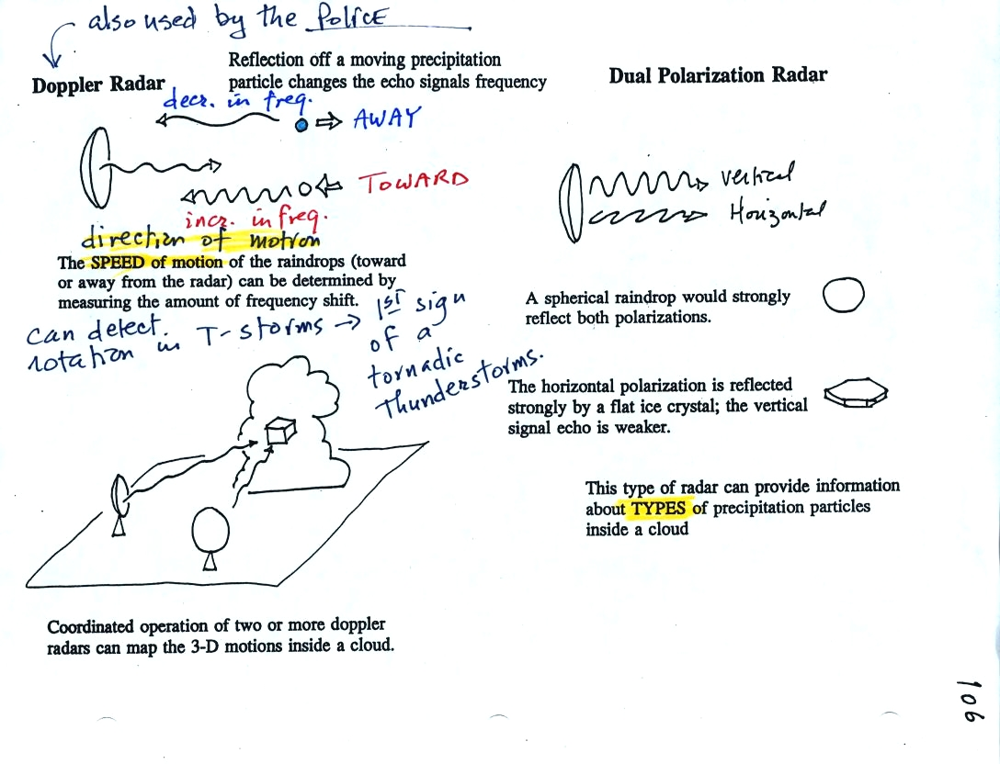 also used by the POLICE
Doppler Radar
Reflection off a moving precipitation
particle changes the echo signals frequency
decr. in freq.
AWAY
TOWARD
incr. in freq.
direction of motion
The SPEED of motion of the raindrops (toward
or away from the radar) can be determined by
measuring the amount of frequency shift.
can detect.
rotation in T-storms → 1st sign
of a
tornadic
Thunderstorms.
Coordinated operation of two or more doppler
radars can map the 3-D motions inside a cloud.
Dual Polarization Radar
vertical
Horizontal
A spherical raindrop would strongly
reflect both polarizations.
The horizontal polarization is reflected
strongly by a flat ice crystal; the vertical
signal echo is weaker.
This type of radar can provide information
about TYPES of precipitation particles
inside a cloud
106